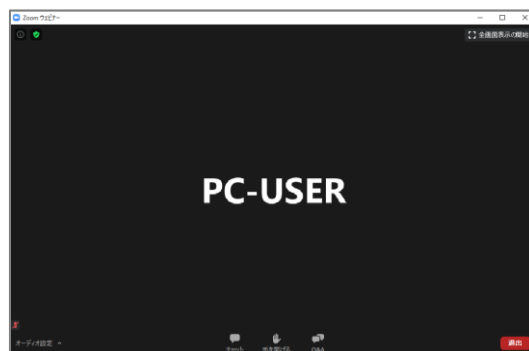 Zoom ウェビナー
全画面表示の開始
PC-USER
オーディオ設定
チャット
手を挙げる
Q&A
退出